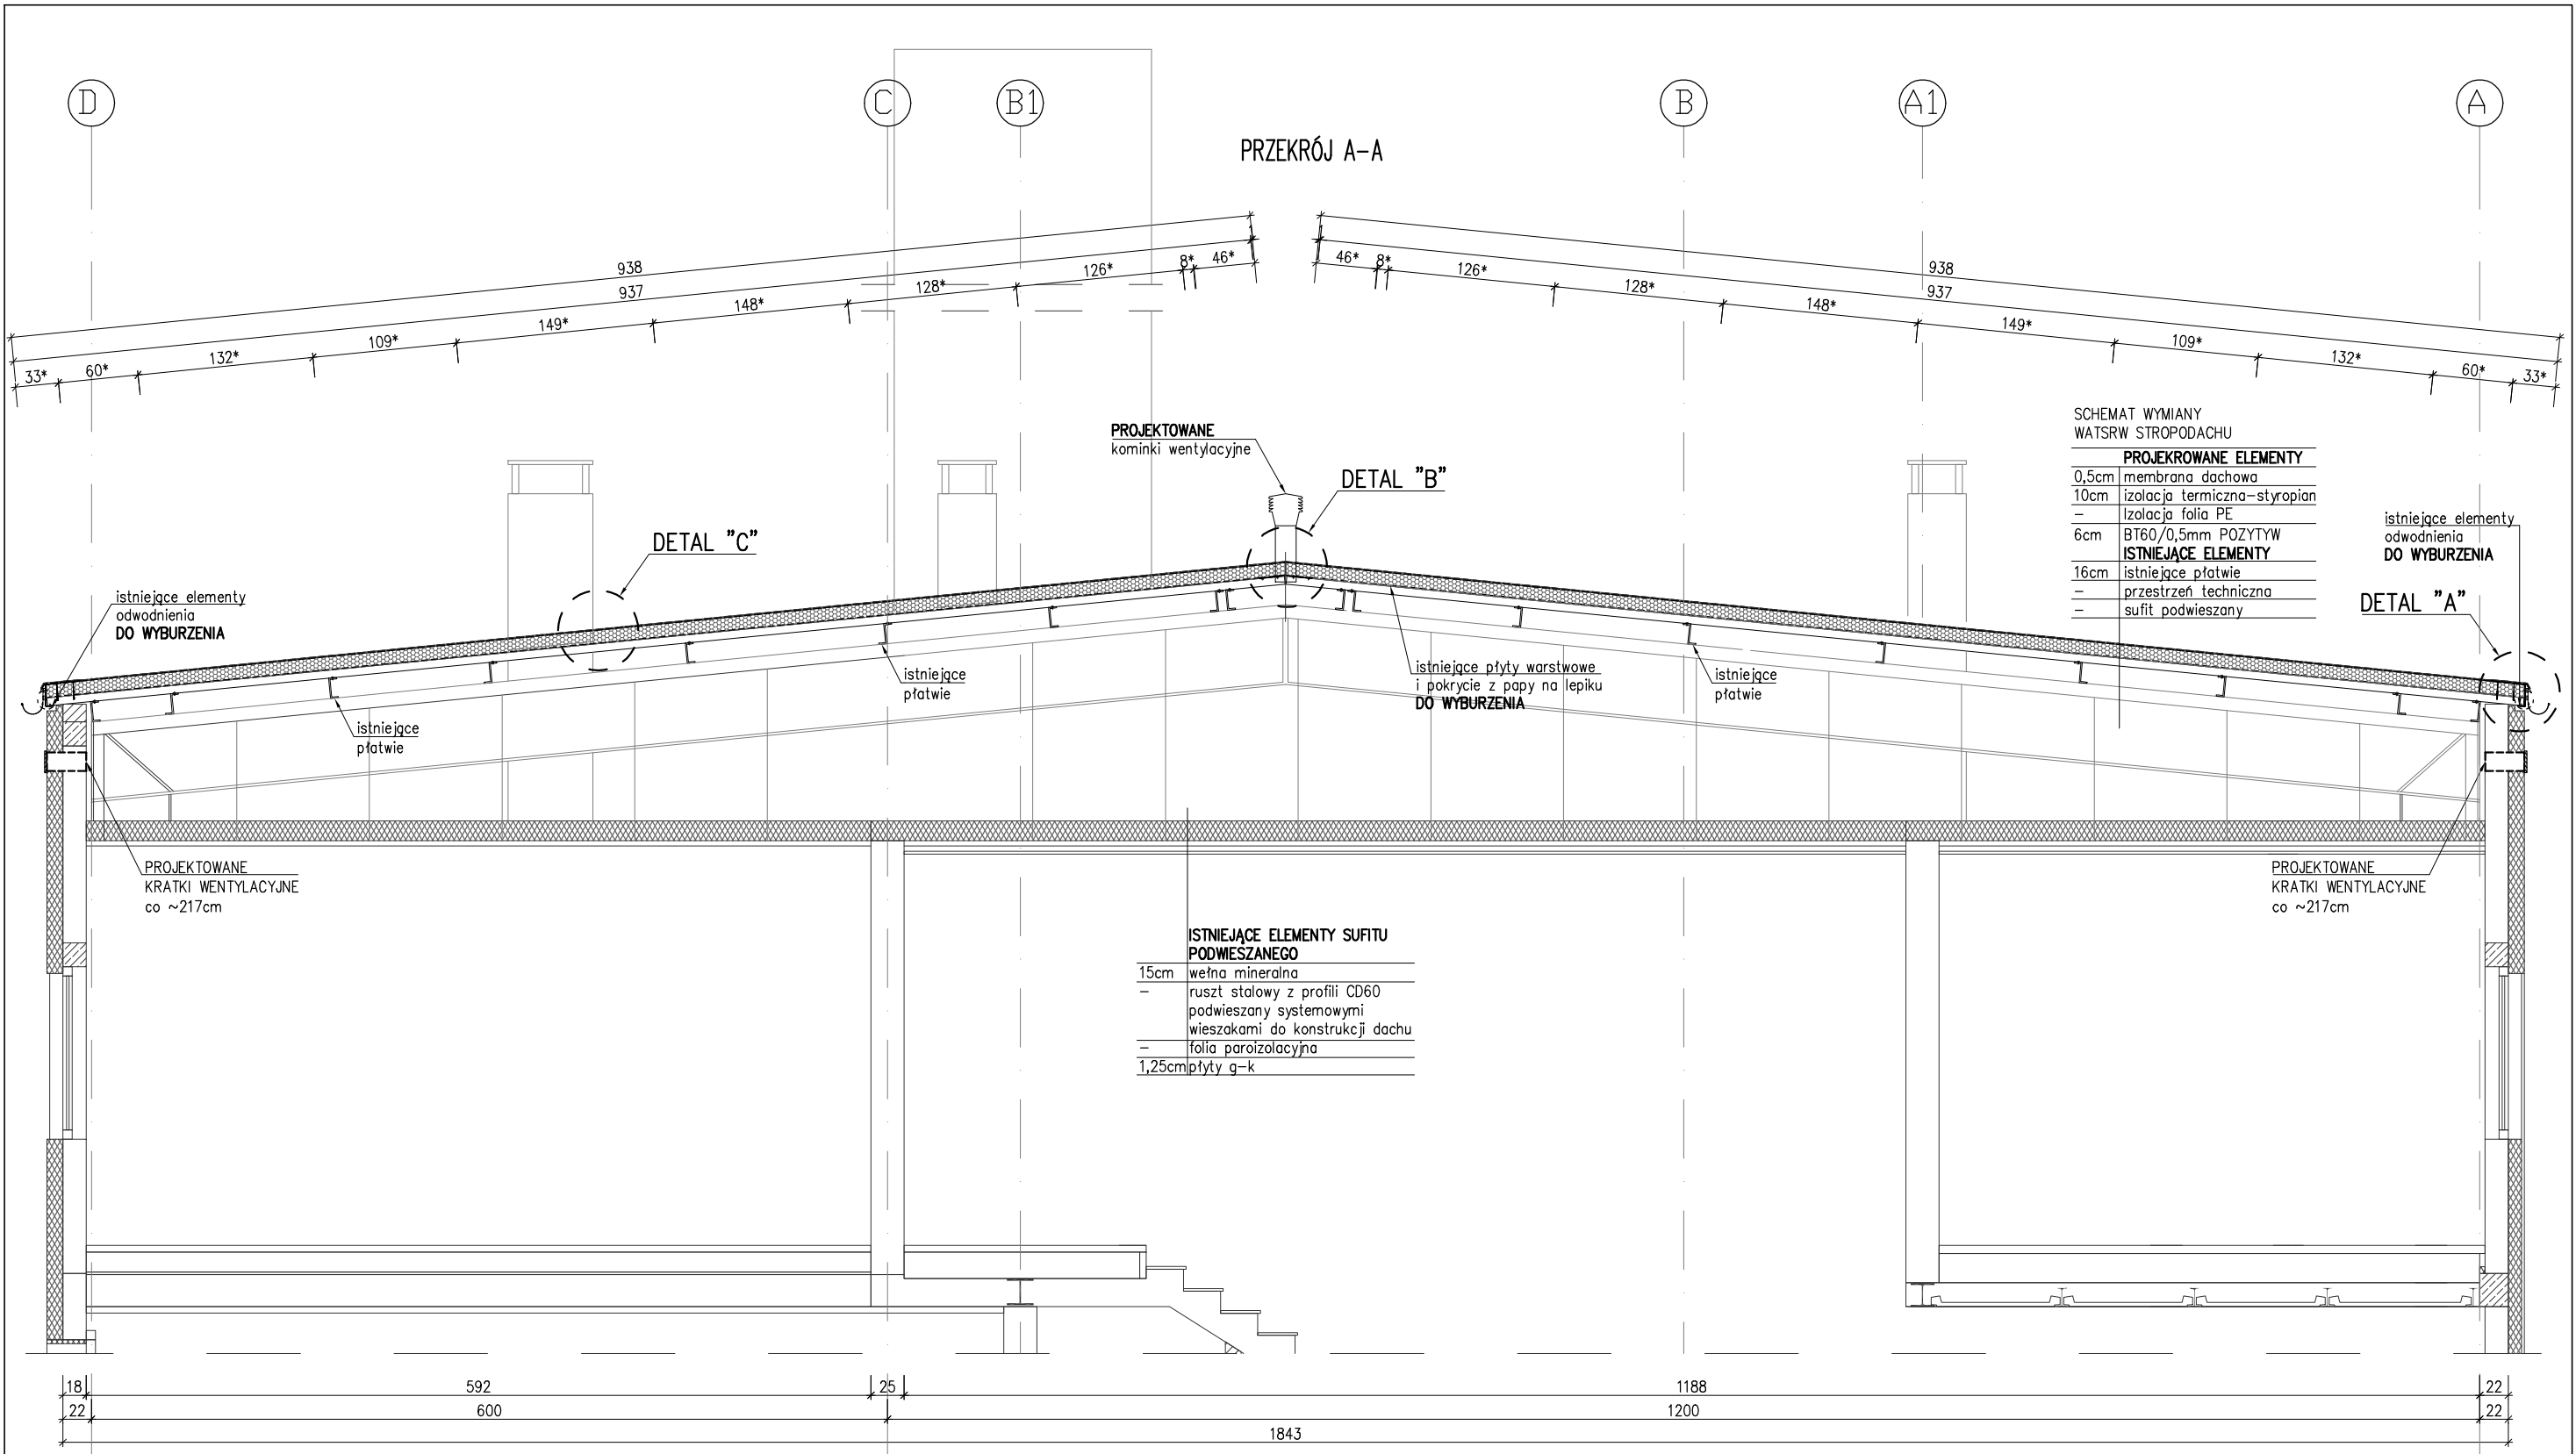 D
C
B1
B
A1
A
PRZEKRÓJ A-A
938
937
33*
60*
132*
109*
149*
148*
128*
126*
8*
46*
938
937
46*
8*
126*
128*
148*
149*
109*
132*
60*
33*
PROJEKTOWANE
kominki wentylacyjne
DETAL "B"
DETAL "C"
SCHEMAT WYMIANY
WATSRW STROPODACHU
PROJEKROWANE ELEMENTY
0,5cm membrana dachowa
10cm izolacja termiczna-styropian
- Izolacja folia PE
6cm BT60/0,5mm POZYTYW
ISTNIEJĄCE ELEMENTY
16cm istniejące płatwie
- przestrzeń techniczna
- sufit podwieszany
istniejące elementy
odwodnienia
DO WYBURZENIA
DETAL "A"
istniejące elementy
odwodnienia
DO WYBURZENIA
istniejące
płatwie
istniejące
płatwie
istniejące płyty warstwowe
i pokrycie z papy na lepiku
DO WYBURZENIA
istniejące
płatwie
PROJEKTOWANE
KRATKI WENTYLACYJNE
co ~217cm
PROJEKTOWANE
KRATKI WENTYLACYJNE
co ~217cm
ISTNIEJĄCE ELEMENTY SUFITU
PODWIESZANEGO
15cm wełna mineralna
- ruszt stalowy z profili CD60
podwieszany systemowymi
wieszakami do konstrukcji dachu
- folia paroizolacyjna
1,25cm płyty g-k
18
592
25
1188
22
22
600
1200
22
1843